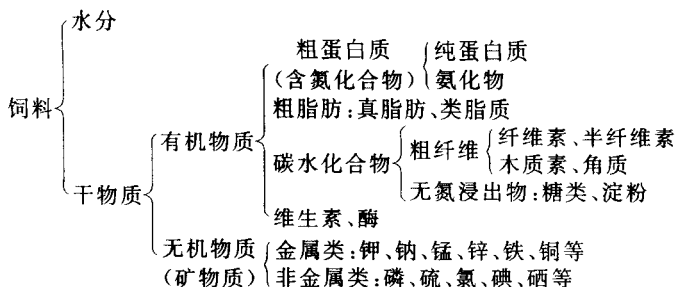 水分
粗蛋白质
纯蛋白质
(含氮化合物)
氨化物
饲料
粗脂肪:真脂肪、类脂质
有机物质
纤维素、半纤维素
粗纤维
碳水化合物
木质素、角质
干物质
无氮浸出物:糖类、淀粉
维生素、酶
无机物质
金属类:钾、钠、锰、锌、铁、铜等
(矿物质)
非金属类:磷、硫、氯、碘、硒等